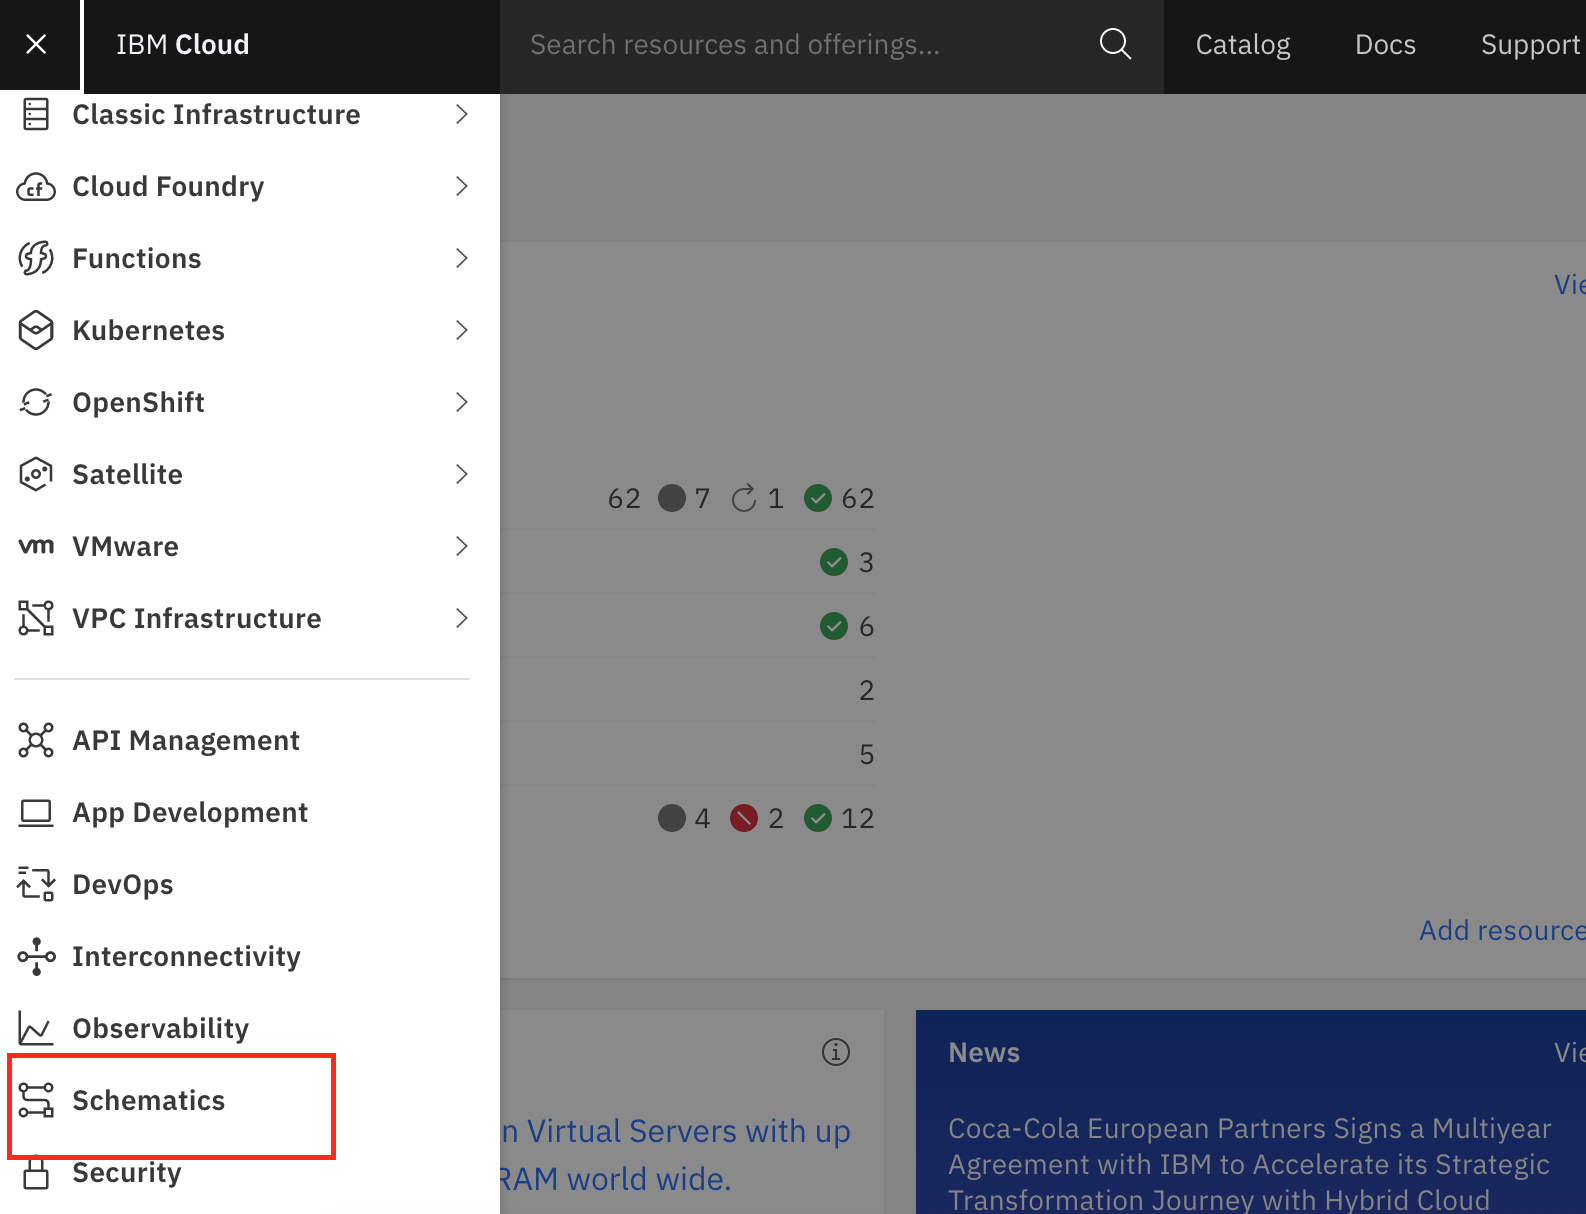 IBM Cloud
Search resources and offerings...
Catalog
Docs
Support
Classic Infrastructure
cf
Cloud Foundry
Functions
Kubernetes
OpenShift
Satellite
vm
VMware
VPC Infrastructure
API Management
App Development
DevOps
Interconnectivity
Observability
Schematics
Security
62 7 1 62
3
6
2
5
4 2 12
Add resource
n Virtual Servers with up
RAM world wide.
News
Coca-Cola European Partners Signs a Multiyear
Agreement with IBM to Accelerate its Strategic
Transformation Journey with Hybrid Cloud